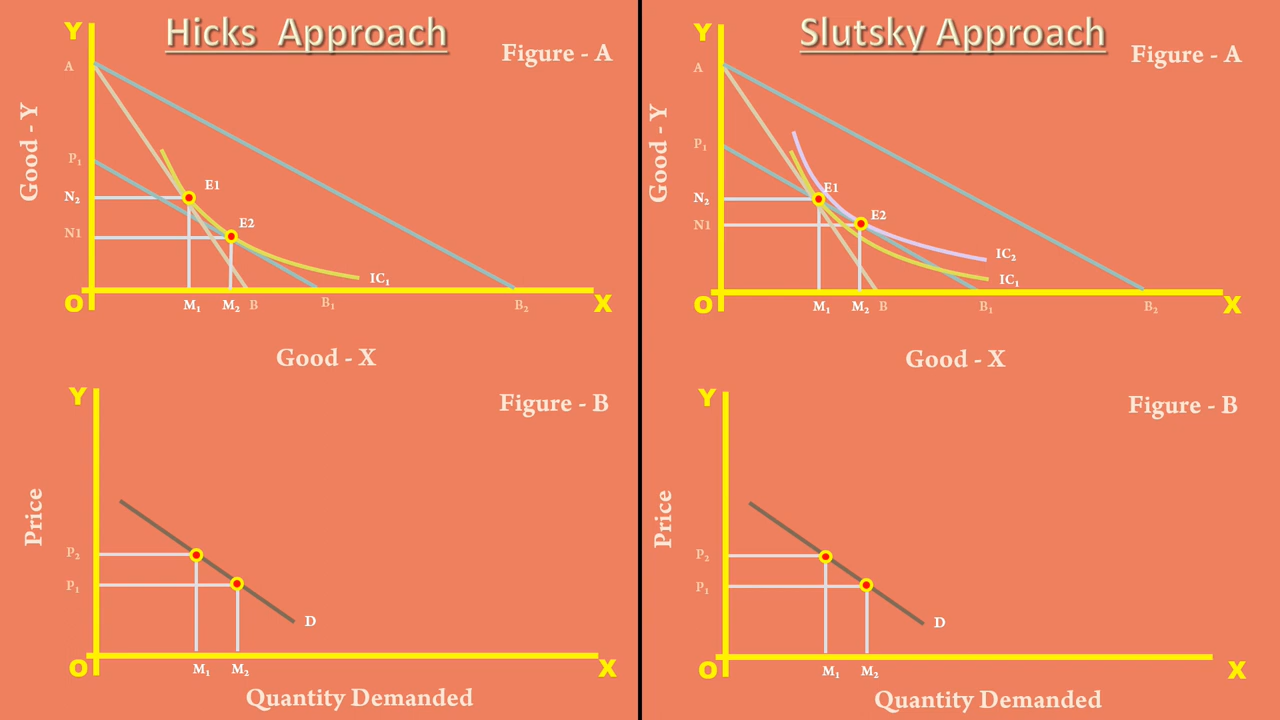 Hicks Approach
Figure - A
Y
A
Good - Y
P₁
N₂
N1
E1
E2
IC₁
O
M₁
M₂
B
B₁
B₂
X
Good - X
Figure - B
Y
Price
P₂
P₁
D
O
M₁
M₂
X
Quantity Demanded
Slutsky Approach
Figure - A
Y
A
Good - Y
P₁
N₂
N1
E1
E2
IC₂
IC₁
O
M₁
M₂
B
B₁
B₂
X
Good - X
Figure - B
Y
Price
P₂
P₁
D
O
M₁
M₂
X
Quantity Demanded